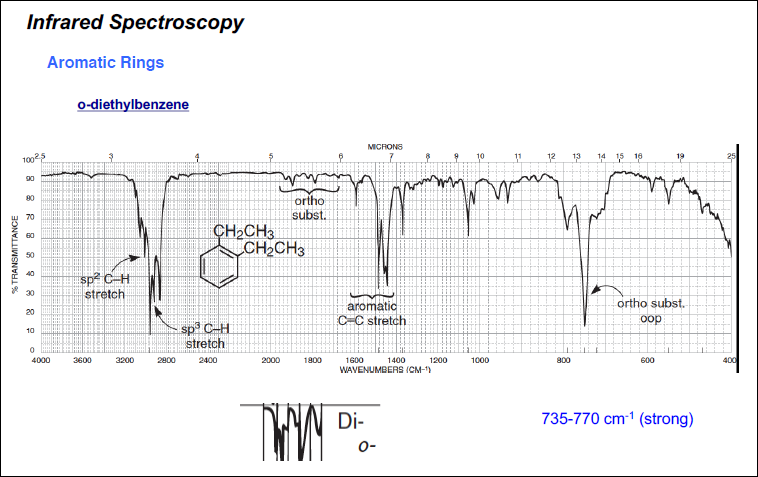 Infrared Spectroscopy
Aromatic Rings
o-diethylbenzene
MICRONS
2.5 3 4 5 6 7 8 9 10 11 12 13 14 15 16 19 25
% TRANSMITTANCE
100
90
80
70
60
50
40
30
20
10
0
ortho
subst.
CH2CH3
CH2CH3
sp² C–H
stretch
sp³ C–H
stretch
aromatic
C=C stretch
ortho subst.
oop
4000 3600 3200 2800 2400 2000 1800 1600 1400 1200 1000 800 600 400
WAVENUMBERS (CM⁻¹)
Di-
o-
735-770 cm⁻¹ (strong)